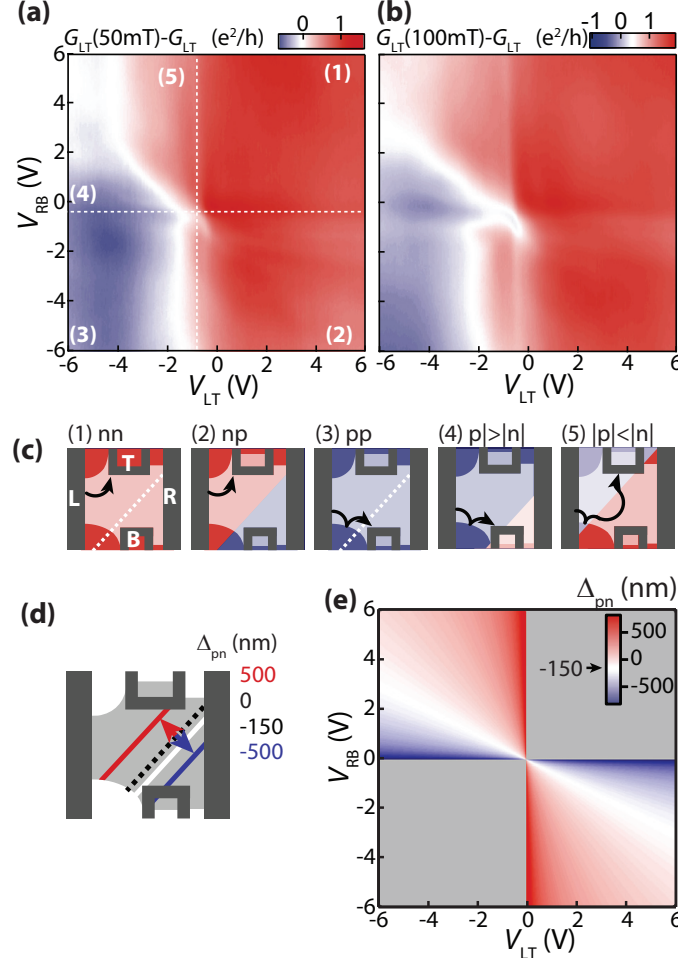 (a)
(b)
G_LT(50mT)-G_LT (e²/h) 0 1
G_LT(100mT)-G_LT (e²/h) -1 0 1
6
4
2
0
-2
-4
-6
V_RB (V)
(5)
(1)
(4)
(3)
(2)
-6 -4 -2 0 2 4 6
V_LT (V)
-6 -4 -2 0 2 4 6
V_LT (V)
(c)
(1) nn
(2) np
(3) pp
(4) p|>|n|
(5) |p|<|n|
T
L
R
B
(d)
Δ_pn (nm)
500
0
-150
-500
(e)
Δ_pn (nm)
500
-150
0
-500
6
4
2
0
-2
-4
-6
V_RB (V)
-6 -4 -2 0 2 4 6
V_LT (V)